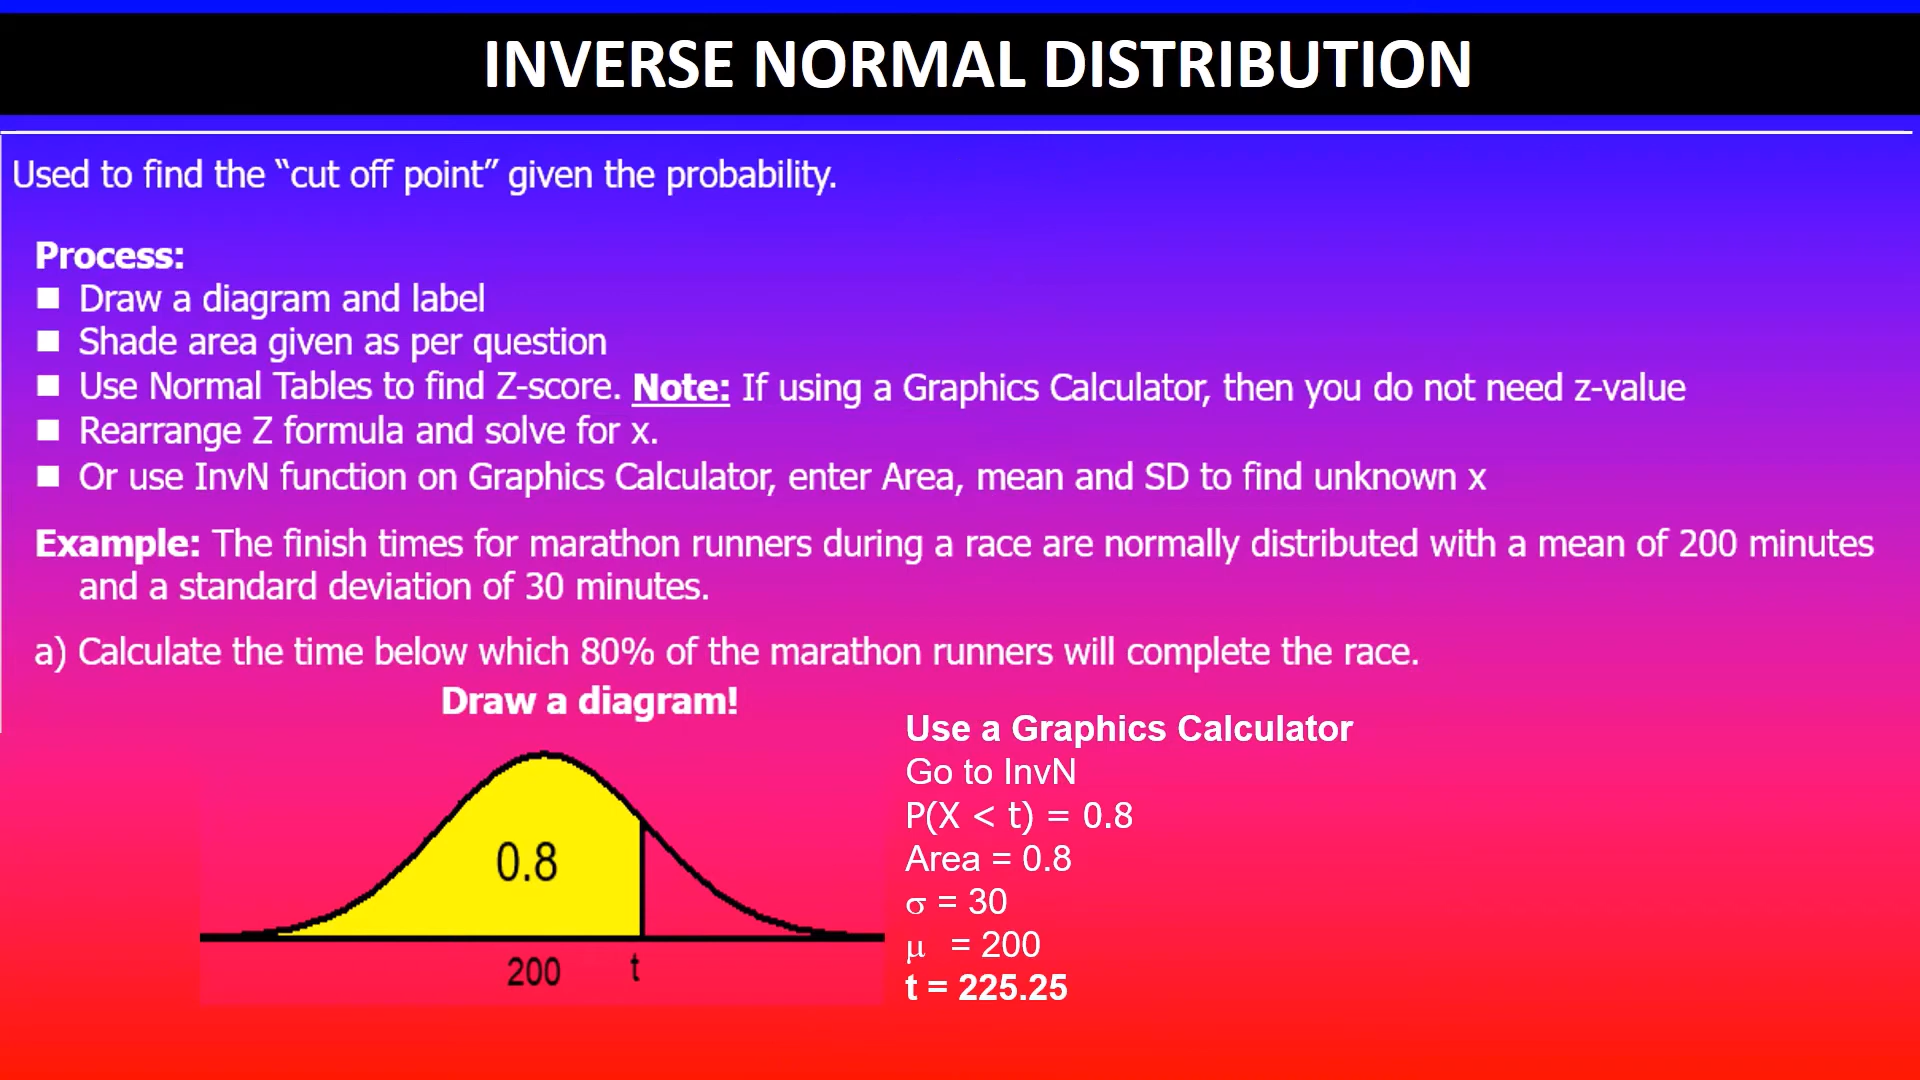 INVERSE NORMAL DISTRIBUTION
Used to find the “cut off point” given the probability.
Process:
■ Draw a diagram and label
■ Shade area given as per question
■ Use Normal Tables to find Z-score. Note: If using a Graphics Calculator, then you do not need z-value
■ Rearrange Z formula and solve for x.
■ Or use InvN function on Graphics Calculator, enter Area, mean and SD to find unknown x
Example: The finish times for marathon runners during a race are normally distributed with a mean of 200 minutes
and a standard deviation of 30 minutes.
a) Calculate the time below which 80% of the marathon runners will complete the race.
Draw a diagram!
0.8
200 t
Use a Graphics Calculator
Go to InvN
P(X < t) = 0.8
Area = 0.8
σ = 30
μ = 200
t = 225.25